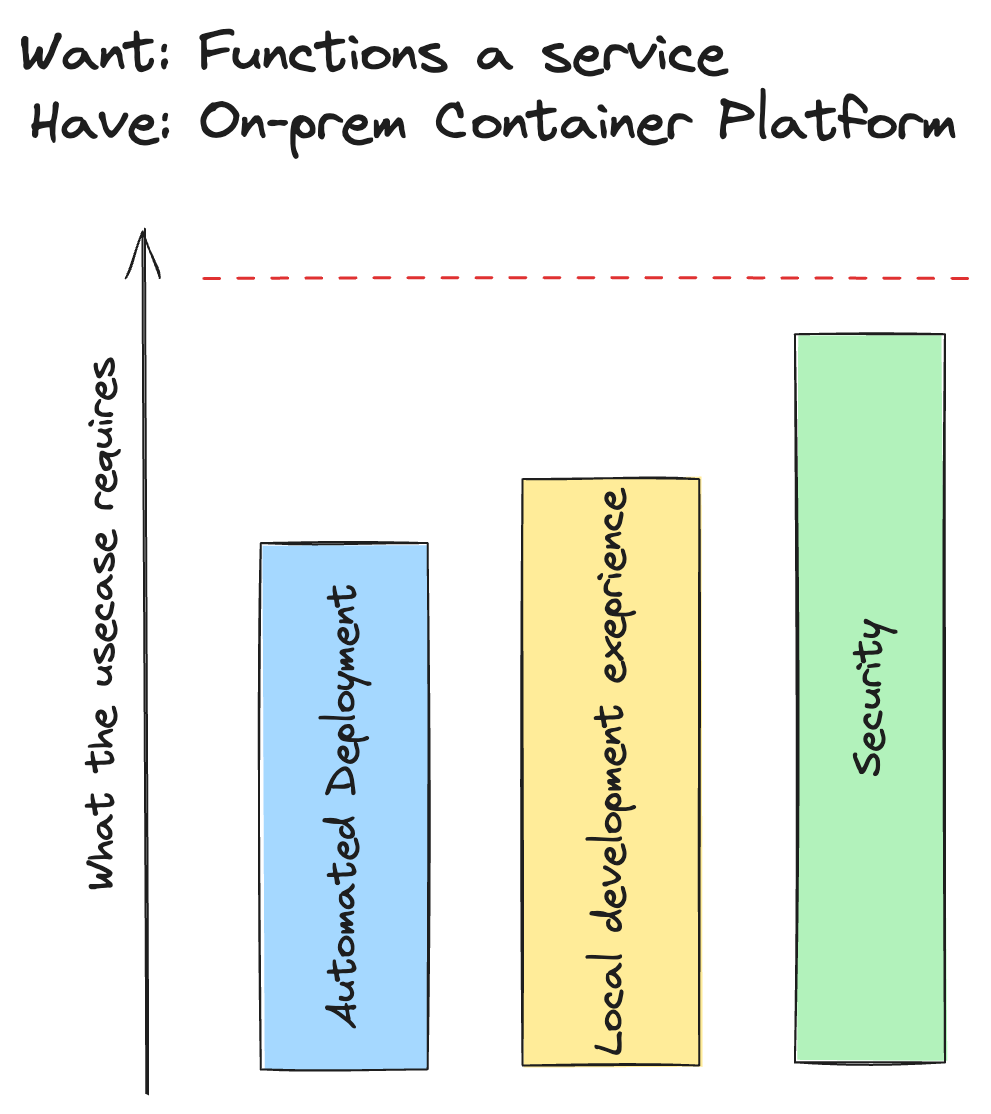 Want: Functions a service
Have: On-prem Container Platform
What the usecase requires
Automated Deployment
Local development exeprience
Security